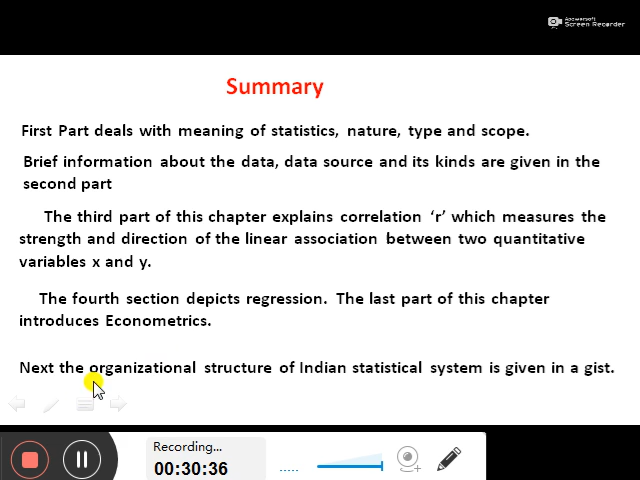 Apowersoft
Screen Recorder
Summary
First Part deals with meaning of statistics, nature, type and scope.
Brief information about the data, data source and its kinds are given in the
second part
The third part of this chapter explains correlation ‘r’ which measures the
strength and direction of the linear association between two quantitative
variables x and y.
The fourth section depicts regression. The last part of this chapter
introduces Econometrics.
Next the organizational structure of Indian statistical system is given in a gist.
Recording...
00:30:36